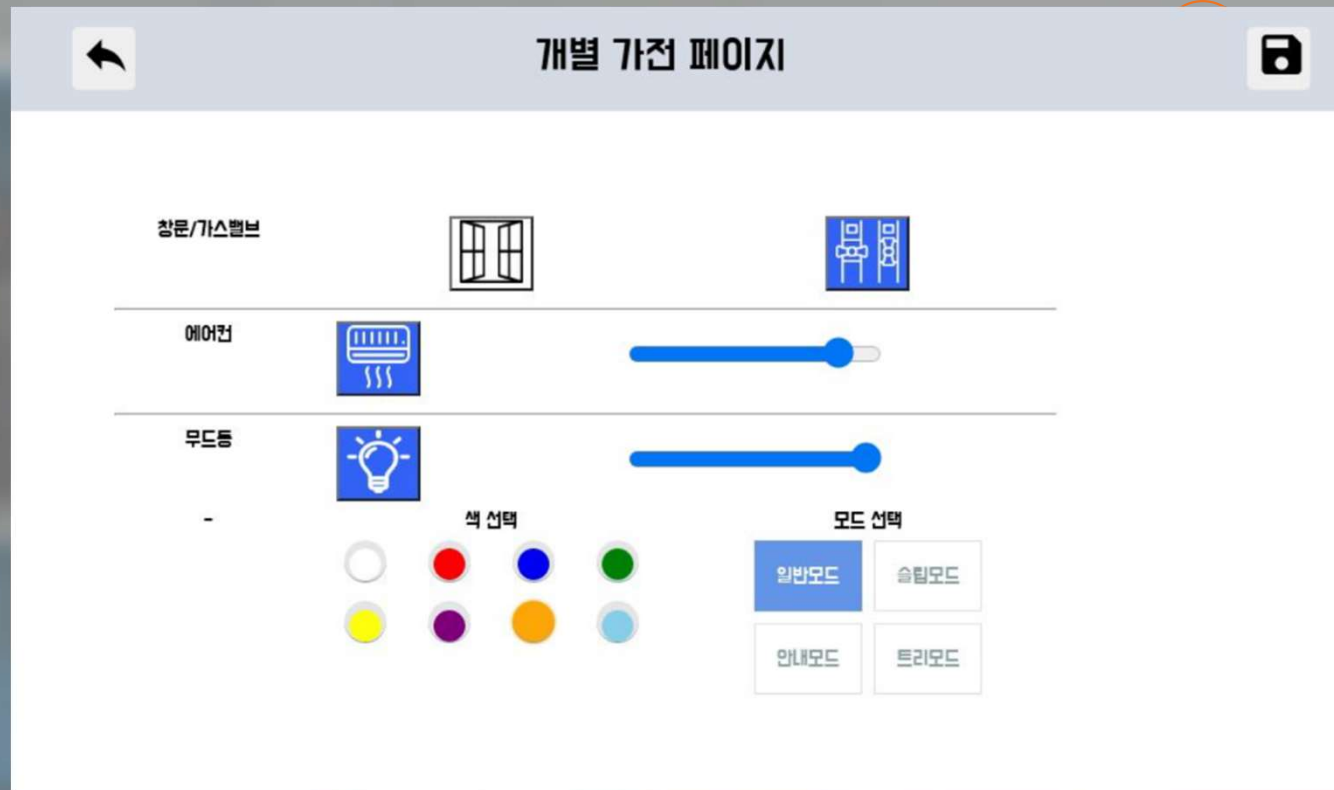 개별 가전 페이지
창문/가스밸브
에어컨
무드등
-
색 선택
모드 선택
일반모드
슬립모드
안내모드
트리모드